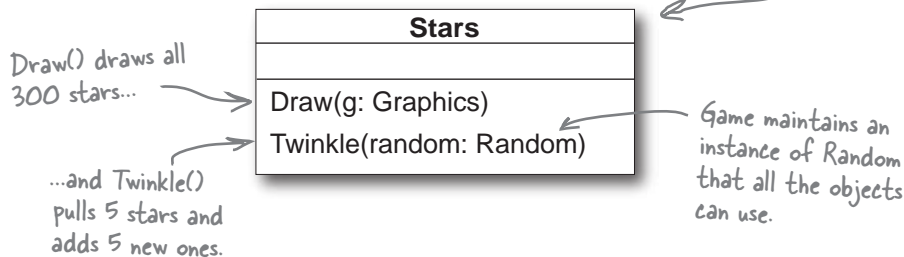 Stars
Draw() draws all
300 stars...
Draw(g: Graphics)
Twinkle(random: Random)
...and Twinkle()
pulls 5 stars and
adds 5 new ones.
Game maintains an
instance of Random
that all the objects
can use.